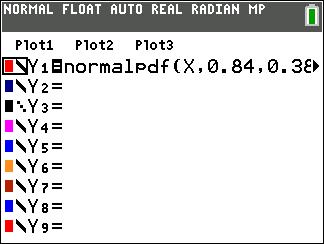 NORMAL FLOAT AUTO REAL RADIAN MP
Plot1 Plot2 Plot3
Y1=normalpdf(X,0.84,0.38
Y2=
Y3=
Y4=
Y5=
Y6=
Y7=
Y8=
Y9=